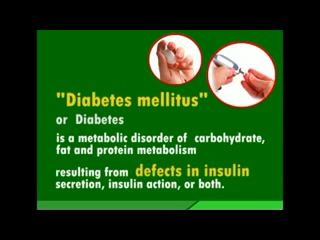 "Diabetes mellitus"
or Diabetes
is a metabolic disorder of carbohydrate,
fat and protein metabolism
resulting from defects in insulin
secretion, insulin action, or both.